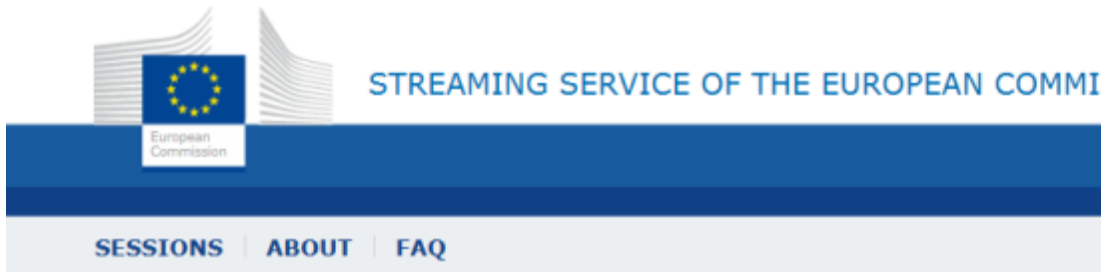 STREAMING SERVICE OF THE EUROPEAN COMMI
European
Commission
SESSIONS ABOUT FAQ